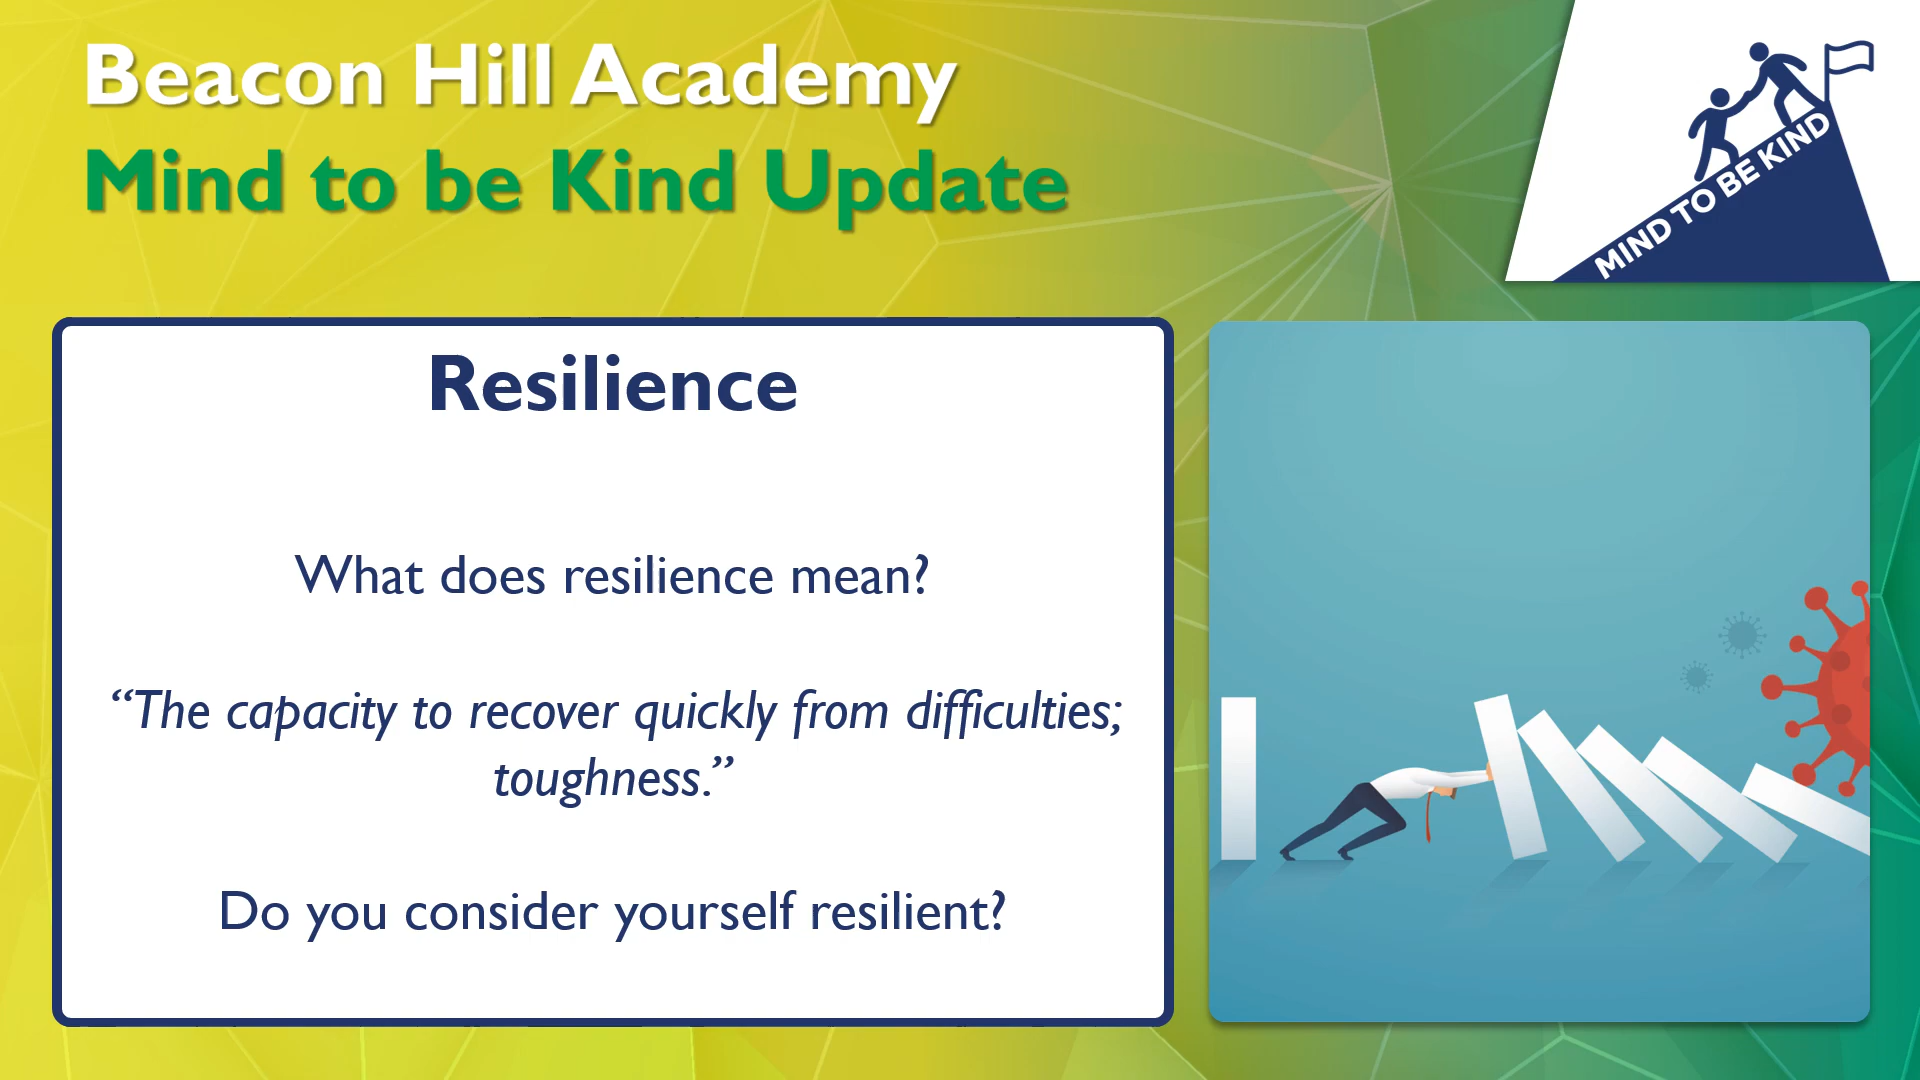 Beacon Hill Academy
Mind to be Kind Update
MIND TO BE KIND
Resilience
What does resilience mean?
“The capacity to recover quickly from difficulties;
toughness.”
Do you consider yourself resilient?